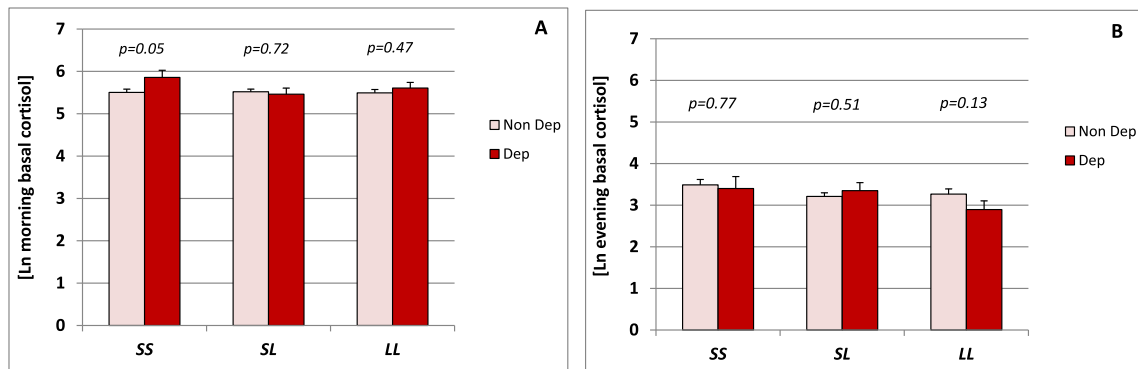 A
7
6
5
4
3
2
1
0
[Ln morning basal cortisol]
p=0.05 p=0.72 p=0.47
SS SL LL
Non Dep
Dep
B
7
6
5
4
3
2
1
0
[Ln evening basal cortisol]
p=0.77 p=0.51 p=0.13
SS SL LL
Non Dep
Dep